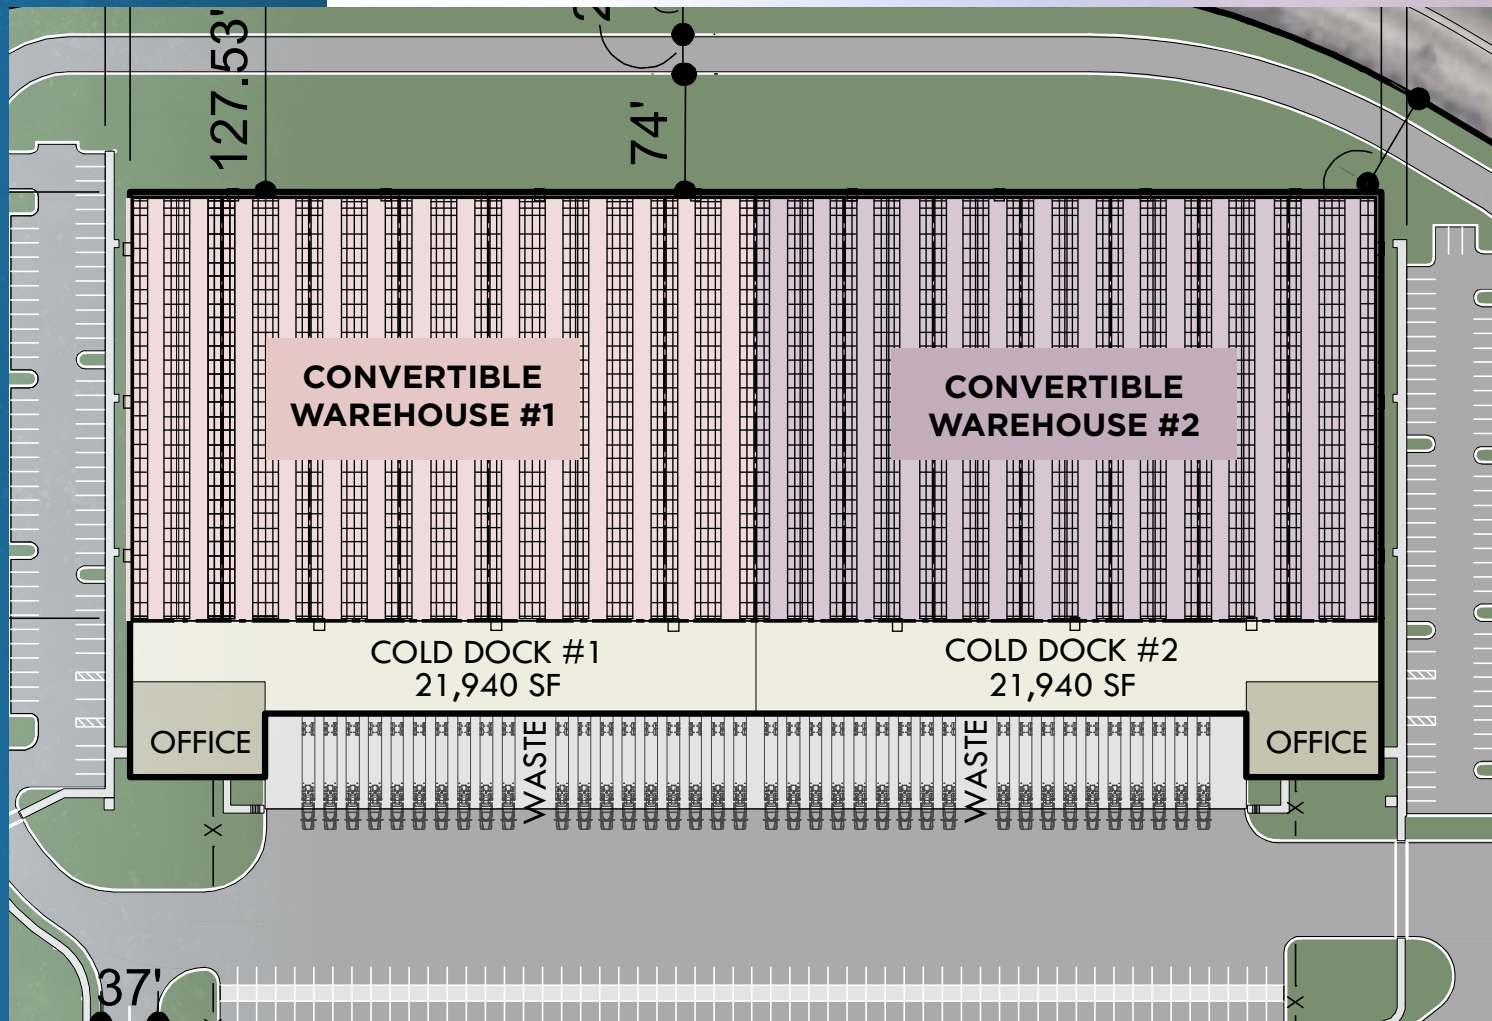 127.53'
2
74'
CONVERTIBLE
WAREHOUSE #1
CONVERTIBLE
WAREHOUSE #2
COLD DOCK #1
21,940 SF
COLD DOCK #2
21,940 SF
OFFICE
WASTE
WASTE
OFFICE
X
X
37'
X